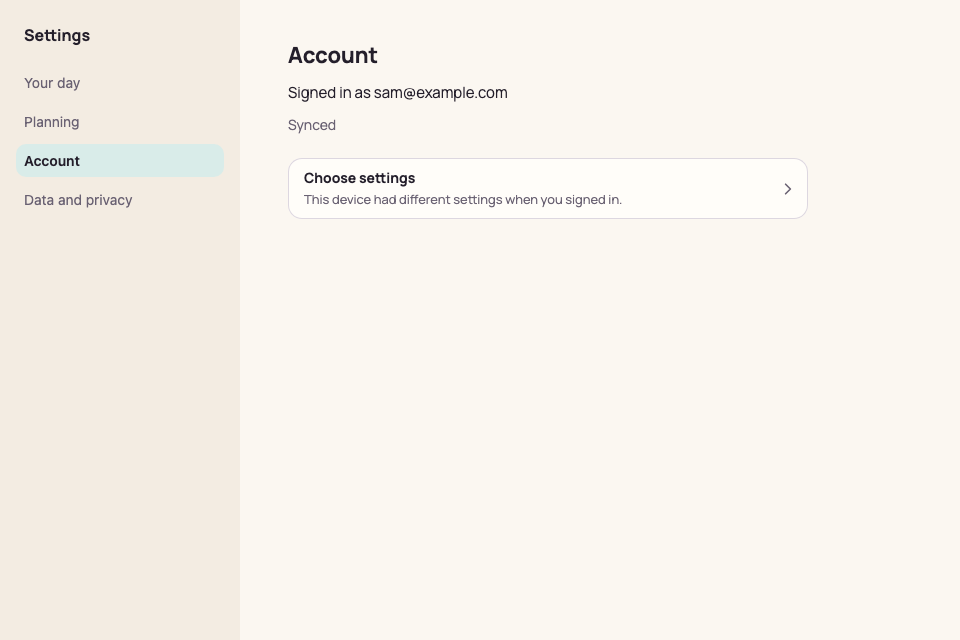 Settings
Your day
Planning
Account
Data and privacy
Account
Signed in as sam@example.com
Synced
Choose settings
This device had different settings when you signed in.